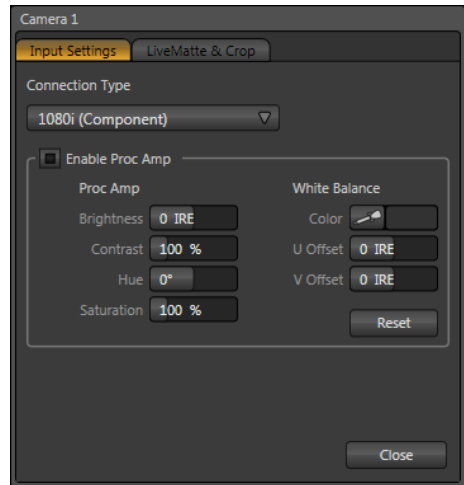 Camera 1
Input Settings LiveMatte & Crop
Connection Type
1080i (Component)
Enable Proc Amp
Proc Amp White Balance
Brightness 0 IRE Color
Contrast 100 % U Offset 0 IRE
Hue 0° V Offset 0 IRE
Saturation 100 %
Reset
Close